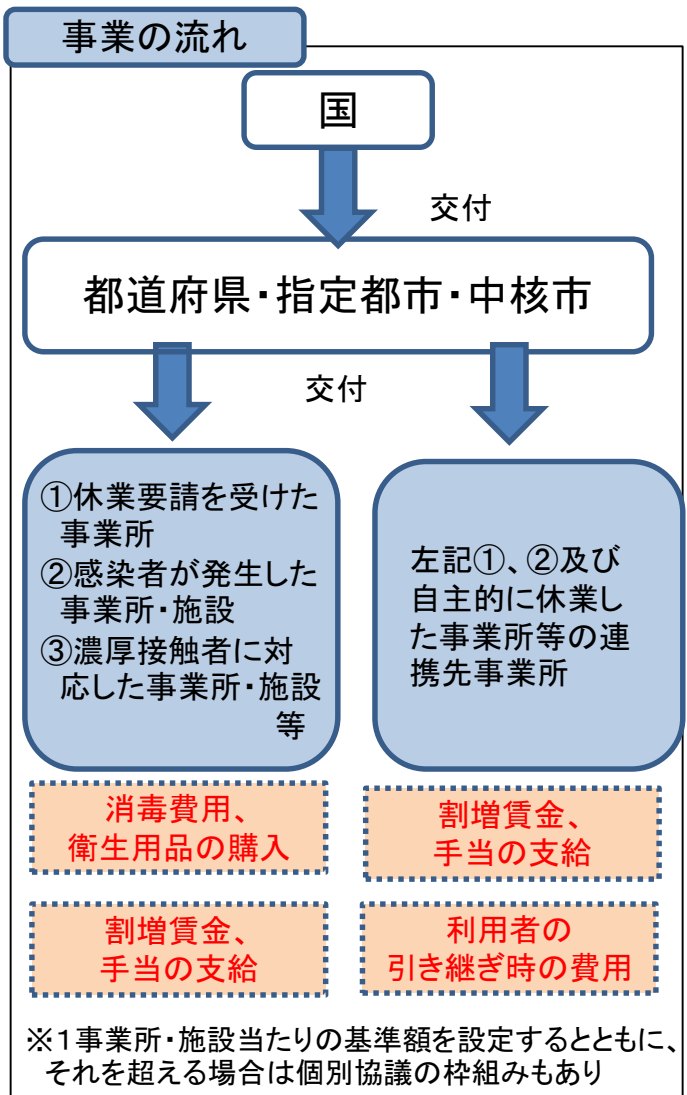 事業の流れ
国
交付
都道府県・指定都市・中核市
交付
①休業要請を受けた
事業所
②感染者が発生した
事業所・施設
③濃厚接触者に対
応した事業所・施設
等
左記①、②及び
自主的に休業し
た事業所等の連
携先事業所
消毒費用、
衛生用品の購入
割増賃金、
手当の支給
割増賃金、
手当の支給
利用者の
引き継ぎ時の費用
※１事業所・施設当たりの基準額を設定するとともに、
それを超える場合は個別協議の枠組みもあり